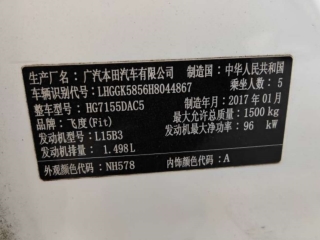 生产厂名：广汽本田汽车有限公司 制造国：中华人民共和国
车辆识别代号：LHGGK5856H8044867 乘坐人数：5
整车型号：HG7155DAC5 制造年月：2017年01月
品牌：飞度(Fit) 最大允许总质量：1500 kg
发动机型号：L15B3 发动机最大净功率：96 kW
发动机排量：1.498L
外观颜色代码：NH578 内饰颜色代码：A